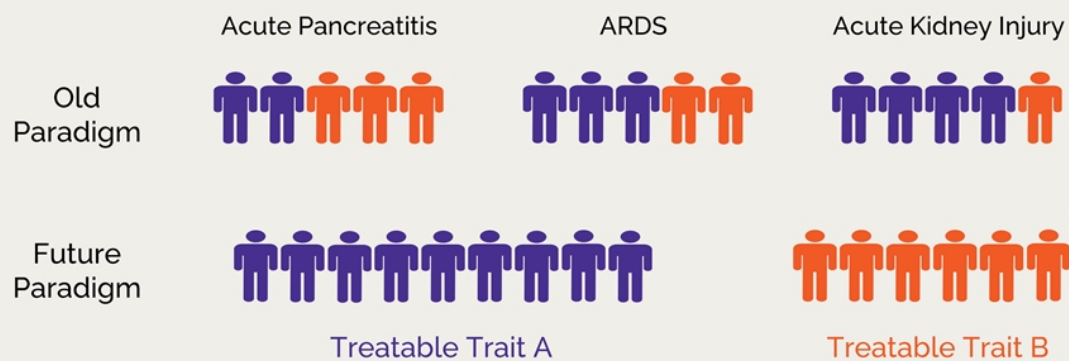 Acute Pancreatitis
ARDS
Acute Kidney Injury
Old
Paradigm
Future
Paradigm
Treatable Trait A
Treatable Trait B